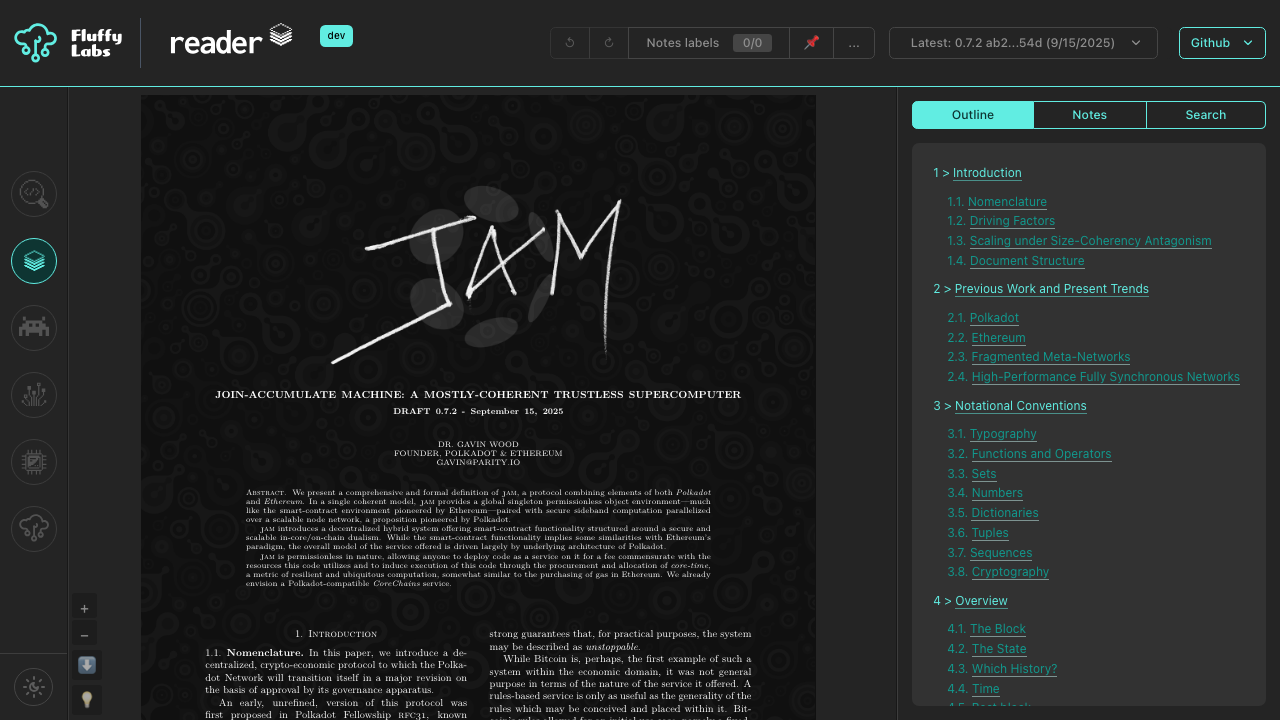 Fluffy
Labs
reader
dev
Notes labels 0/0
...
Latest: 0.7.2 ab2...54d (9/15/2025)
Github
Outline
Notes
Search
JAM
JOIN-ACCUMULATE MACHINE: A MOSTLY-COHERENT TRUSTLESS SUPERCOMPUTER
DRAFT 0.7.2 - September 15, 2025
DR. GAVIN WOOD
FOUNDER, POLKADOT & ETHEREUM
GAVIN@PARITY.IO
Abstract. We present a comprehensive and formal definition of jam, a protocol combining elements of both Polkadot
and Ethereum. In a single coherent model, jam provides a global singleton permissionless object environment—much
like the smart-contract environment pioneered by Ethereum—paired with secure sideband computation parallelized
over a scalable node network, a proposition pioneered by Polkadot.
jam introduces a decentralized hybrid system offering smart-contract functionality structured around a secure and
scalable in-core/on-chain dualism. While the smart-contract functionality implies some similarities with Ethereum's
paradigm, the overall model of the service offered is driven largely by underlying architecture of Polkadot.
jam is permissionless in nature, allowing anyone to deploy code as a service on it for a fee commensurate with the
resources this code utilizes and to induce execution of this code through the procurement and allocation of core-time,
a metric of resilient and ubiquitous computation, somewhat similar to the purchasing of gas in Ethereum. We already
envision a Polkadot-compatible CoreChains service.
1. Introduction
1.1. Nomenclature. In this paper, we introduce a de-
centralized, crypto-economic protocol to which the Polka-
dot Network will transition itself in a major revision on
the basis of approval by its governance apparatus.
An early, unrefined, version of this protocol was
first proposed in Polkadot Fellowship rfc31, known
strong guarantees that, for practical purposes, the system
may be described as unstoppable.
While Bitcoin is, perhaps, the first example of such a
system within the economic domain, it was not general
purpose in terms of the nature of the service it offered. A
rules-based service is only as useful as the generality of the
rules which may be conceived and placed within it. Bit-
+
−
1 > Introduction
1.1. Nomenclature
1.2. Driving Factors
1.3. Scaling under Size-Coherency Antagonism
1.4. Document Structure
2 > Previous Work and Present Trends
2.1. Polkadot
2.2. Ethereum
2.3. Fragmented Meta-Networks
2.4. High-Performance Fully Synchronous Networks
3 > Notational Conventions
3.1. Typography
3.2. Functions and Operators
3.3. Sets
3.4. Numbers
3.5. Dictionaries
3.6. Tuples
3.7. Sequences
3.8. Cryptography
4 > Overview
4.1. The Block
4.2. The State
4.3. Which History?
4.4. Time